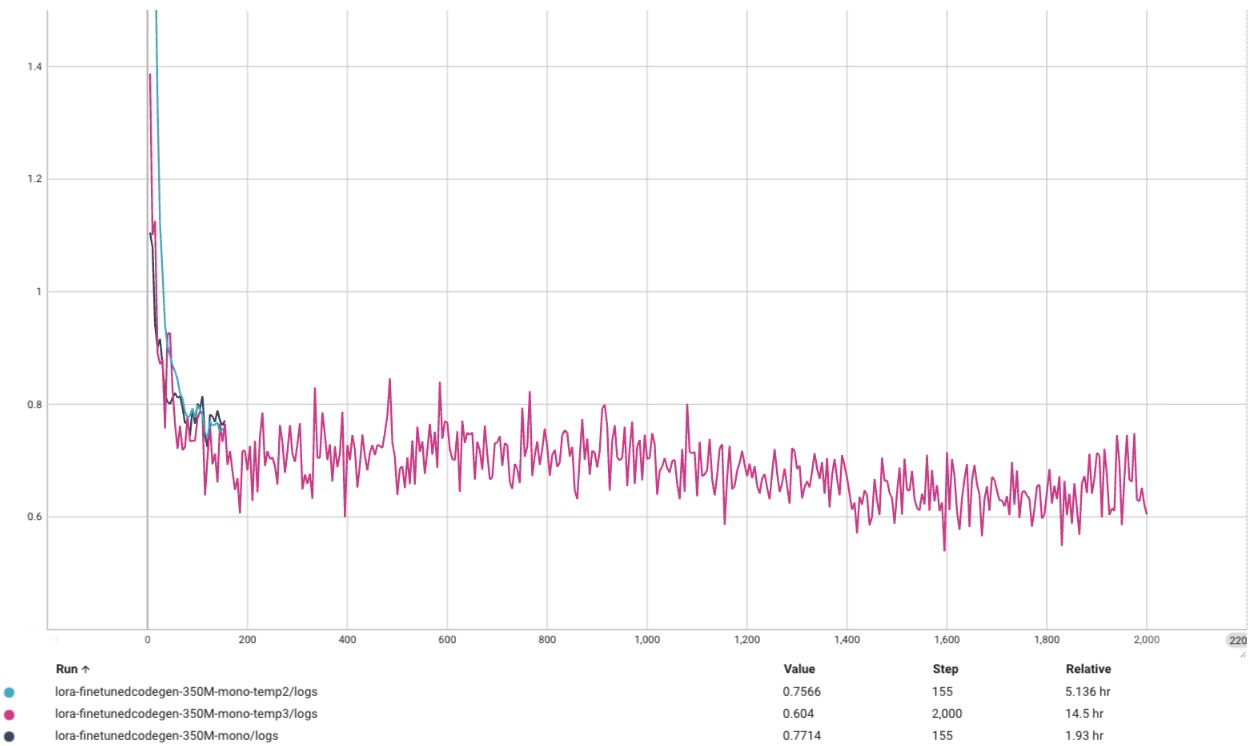 1.4
1.2
1
0.8
0.6
0 200 400 600 800 1,000 1,200 1,400 1,600 1,800 2,000 220
Run ↑ Value Step Relative
lora-finetunedcodegen-350M-mono-temp2/logs 0.7566 155 5.136 hr
lora-finetunedcodegen-350M-mono-temp3/logs 0.604 2,000 14.5 hr
lora-finetunedcodegen-350M-mono/logs 0.7714 155 1.93 hr